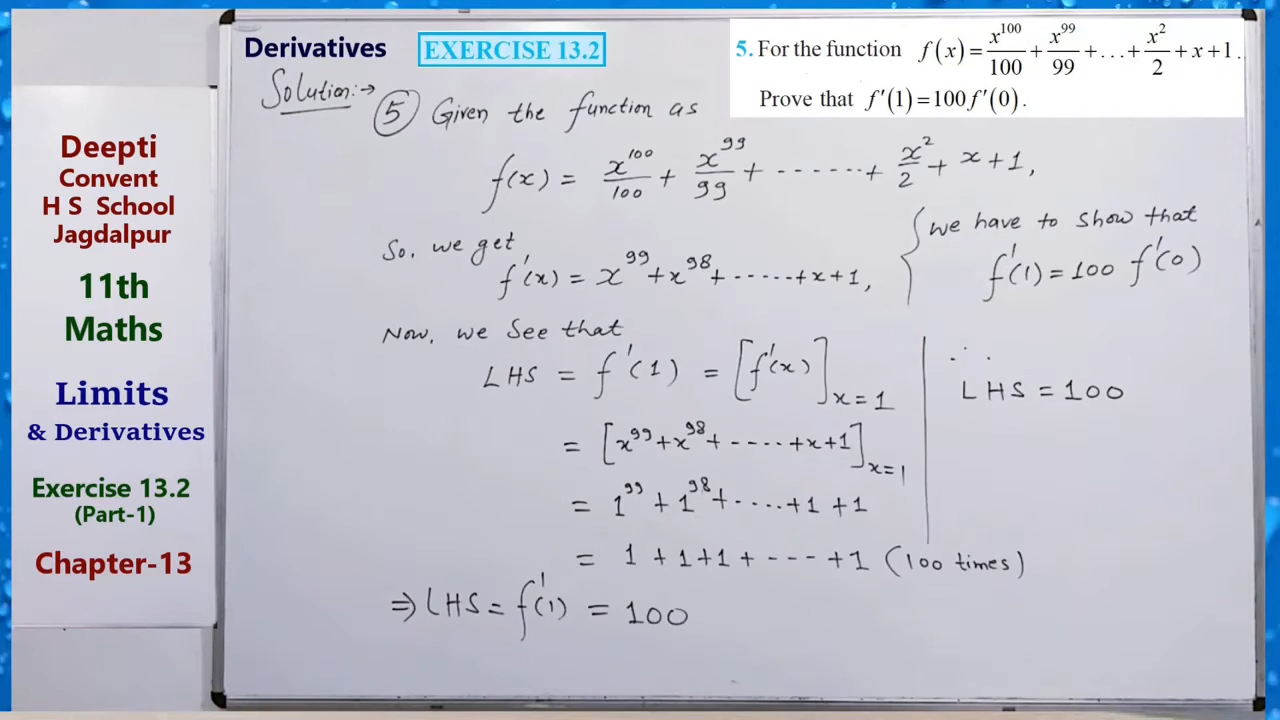 Derivatives EXERCISE 13.2
5. For the function f(x) = x^100/100 + x^99/99 + ... + x^2/2 + x + 1.
Prove that f'(1) = 100 f'(0).
Deepti
Convent
H S School
Jagdalpur
11th
Maths
Limits
& Derivatives
Exercise 13.2
(Part-1)
Chapter-13
Solution:→
⑤ Given the function as
f(x) = x^100/100 + x^99/99 + ------ + x^2/2 + x + 1,
So, we get
f'(x) = x^99 + x^98 + ----- + x + 1,
{ we have to show that
f'(1) = 100 f'(0)
Now, we see that
LHS = f'(1) = [f'(x)]_x=1
= [x^99 + x^98 + ----- + x + 1]_x=1
= 1^99 + 1^98 + ----- + 1 + 1
= 1 + 1 + 1 + --- + 1 (100 times)
⇒ LHS = f'(1) = 100
∴
LHS = 100